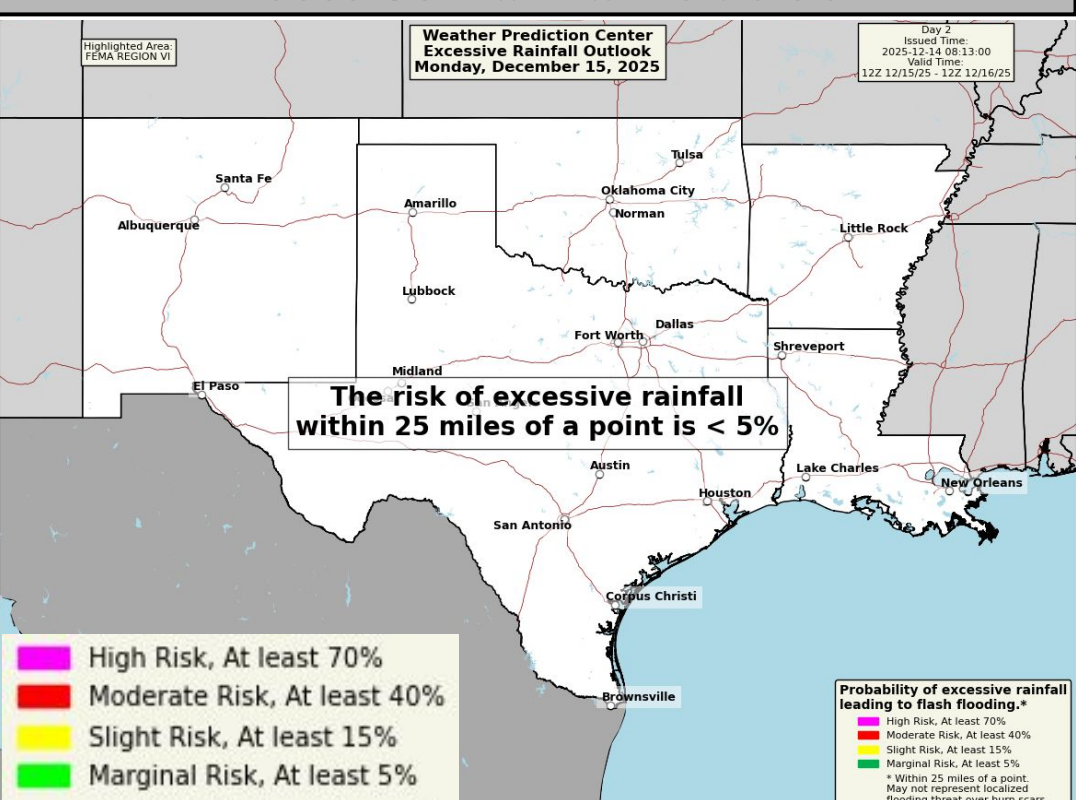 Highlighted Area:
FEMA REGION VI
Weather Prediction Center
Excessive Rainfall Outlook
Monday, December 15, 2025
Day 2
Issued Time:
2025-12-14 08:13:00
Valid Time:
12Z 12/15/25 - 12Z 12/16/25
Tulsa
Santa Fe
Oklahoma City
Amarillo
Norman
Albuquerque
Little Rock
Lubbock
Dallas
Fort Worth
Shreveport
Midland
El Paso
The risk of excessive rainfall
within 25 miles of a point is < 5%
Austin
Lake Charles
New Orleans
Houston
San Antonio
Corpus Christi
Brownsville
High Risk, At least 70%
Moderate Risk, At least 40%
Slight Risk, At least 15%
Marginal Risk, At least 5%
Probability of excessive rainfall
leading to flash flooding.*
High Risk, At least 70%
Moderate Risk, At least 40%
Slight Risk, At least 15%
Marginal Risk, At least 5%
* Within 25 miles of a point.
May not represent localized
flooding threat over burn scars